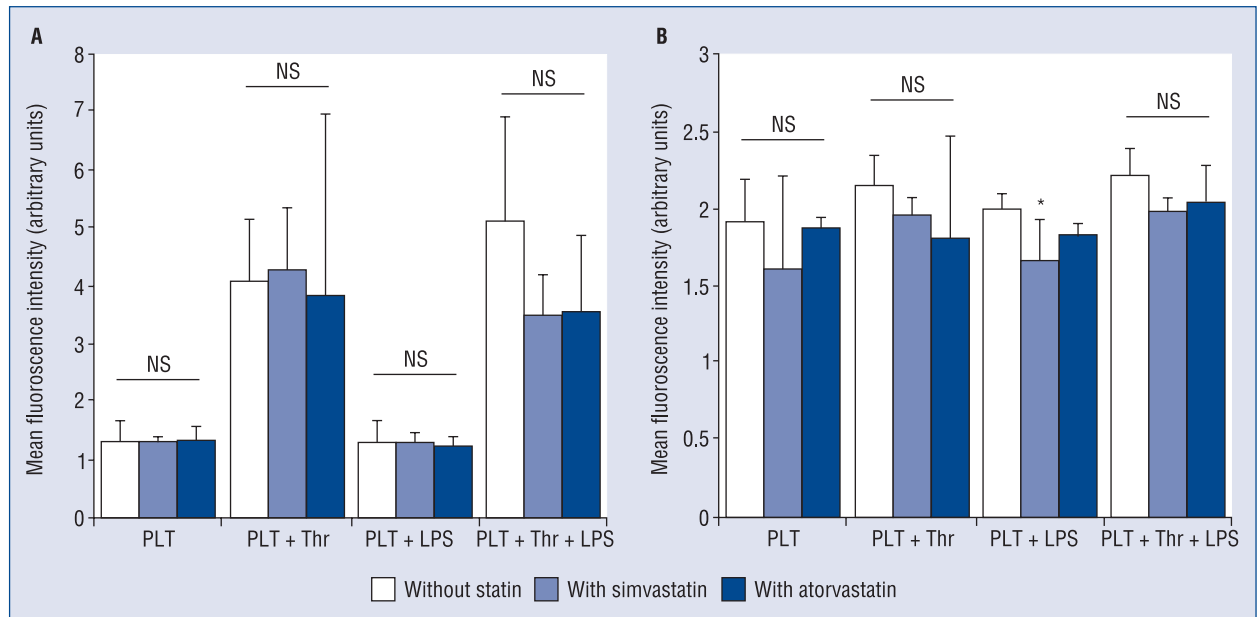 A
Mean fluoroscence intensity (arbitrary units)
8
7
6
5
4
3
2
1
0
NS
NS
NS
NS
PLT
PLT + Thr
PLT + LPS
PLT + Thr + LPS
B
Mean fluoroscence intensity (arbitrary units)
3
2.5
2
1.5
1
0.5
0
NS
NS
*
NS
PLT
PLT + Thr
PLT + LPS
PLT + Thr + LPS
Without statin
With simvastatin
With atorvastatin